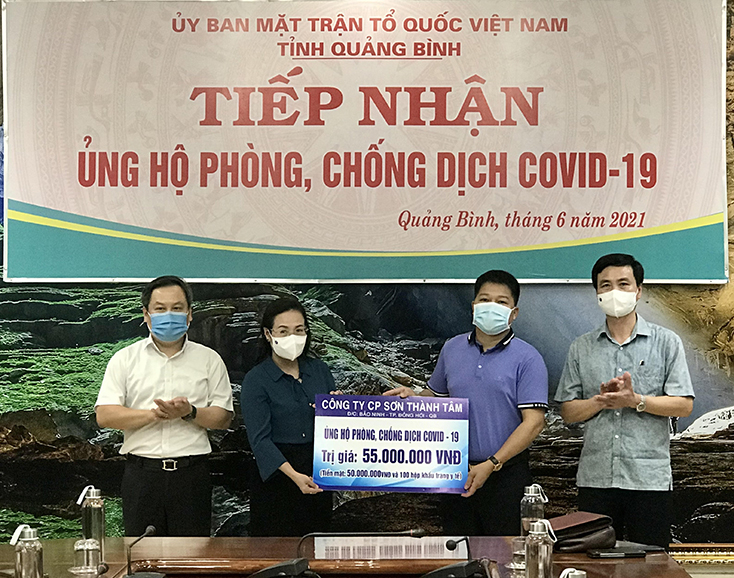 ỦY BAN MẶT TRẬN TỔ QUỐC VIỆT NAM
TỈNH QUẢNG BÌNH
TIẾP NHẬN
ỦNG HỘ PHÒNG, CHỐNG DỊCH COVID-19
Quảng Bình, tháng 6 năm 2021
CÔNG TY CP SƠN THÀNH TÂM
Đ/C: BẢO NINH - TP. ĐỒNG HỚI - QB
ỦNG HỘ PHÒNG, CHỐNG DỊCH COVID - 19
Trị giá: 55.000.000 VNĐ
(Tiền mặt: 50.000.000VNĐ và 100 hộp khẩu trang y tế)